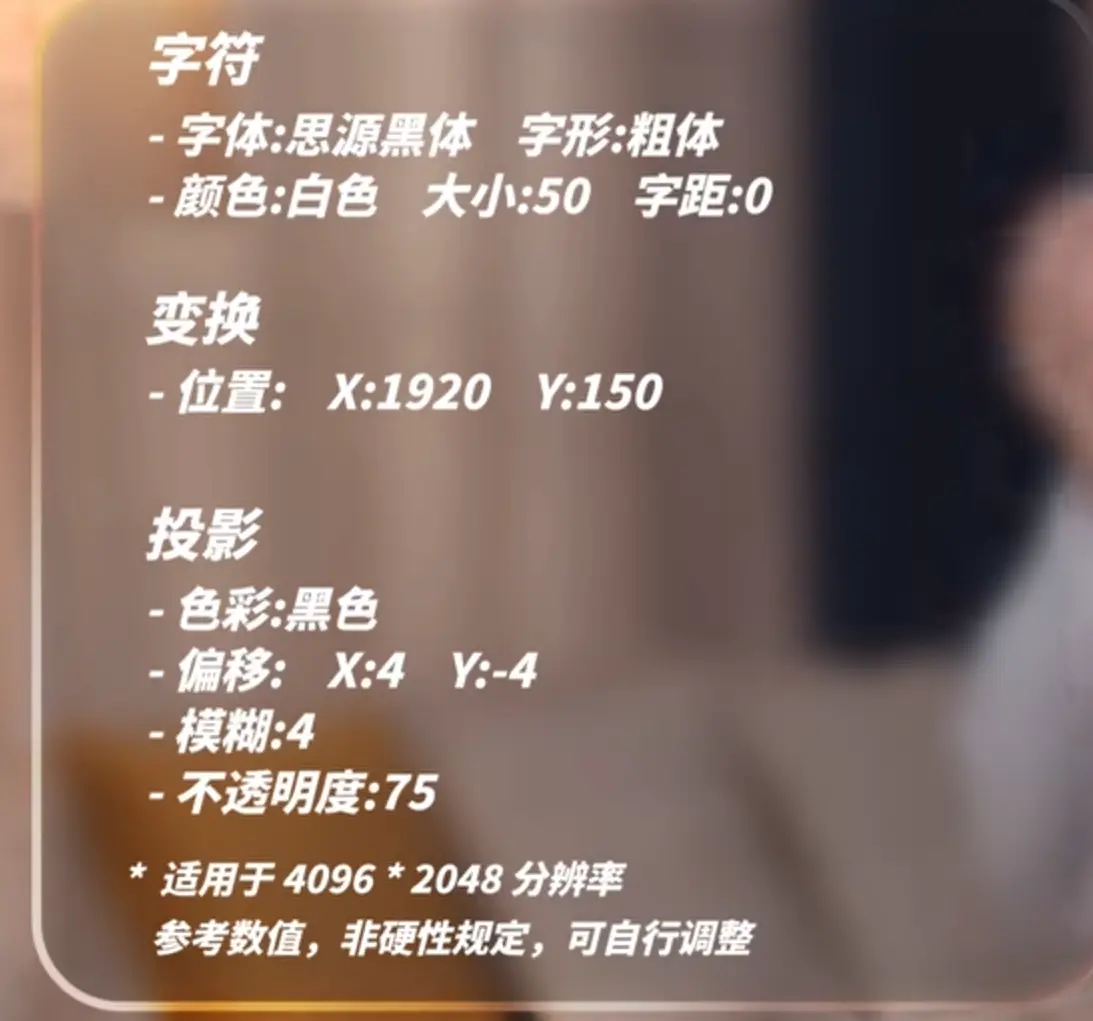 字符
- 字体:思源黑体 字形:粗体
- 颜色:白色 大小:50 字距:0
变换
- 位置: X:1920 Y:150
投影
- 色彩:黑色
- 偏移: X:4 Y:-4
- 模糊:4
- 不透明度:75
* 适用于 4096 * 2048 分辨率
参考数值，非硬性规定，可自行调整